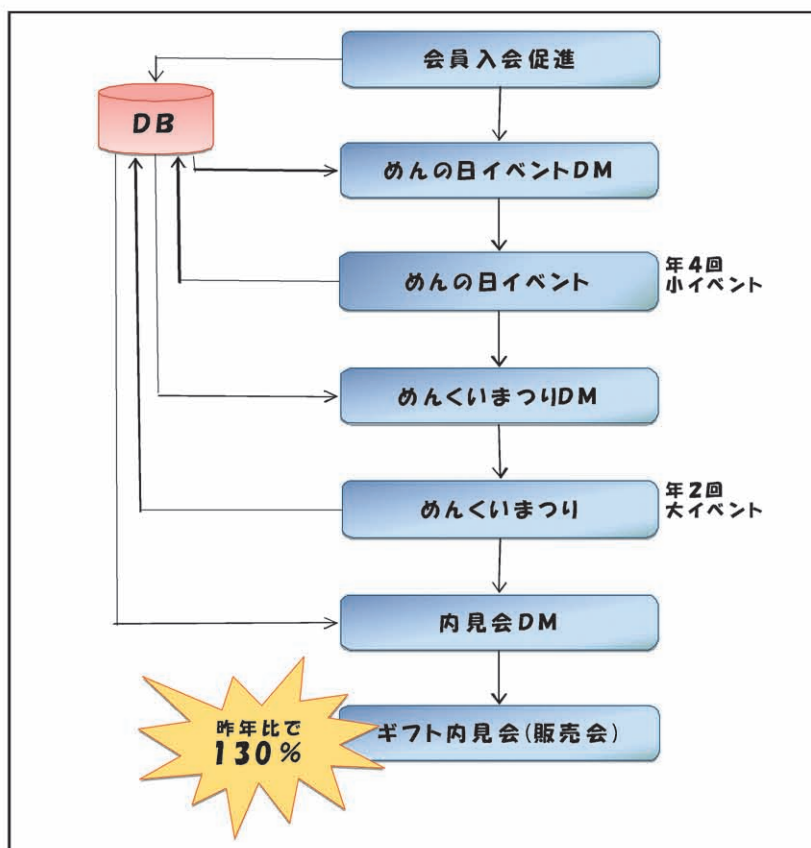 会員入会促進
DB
めんの日イベントDM
めんの日イベント
年4回
小イベント
めんくいまつりDM
めんくいまつり
年2回
大イベント
内見会DM
昨年比で
130%
ギフト内見会(販売会)